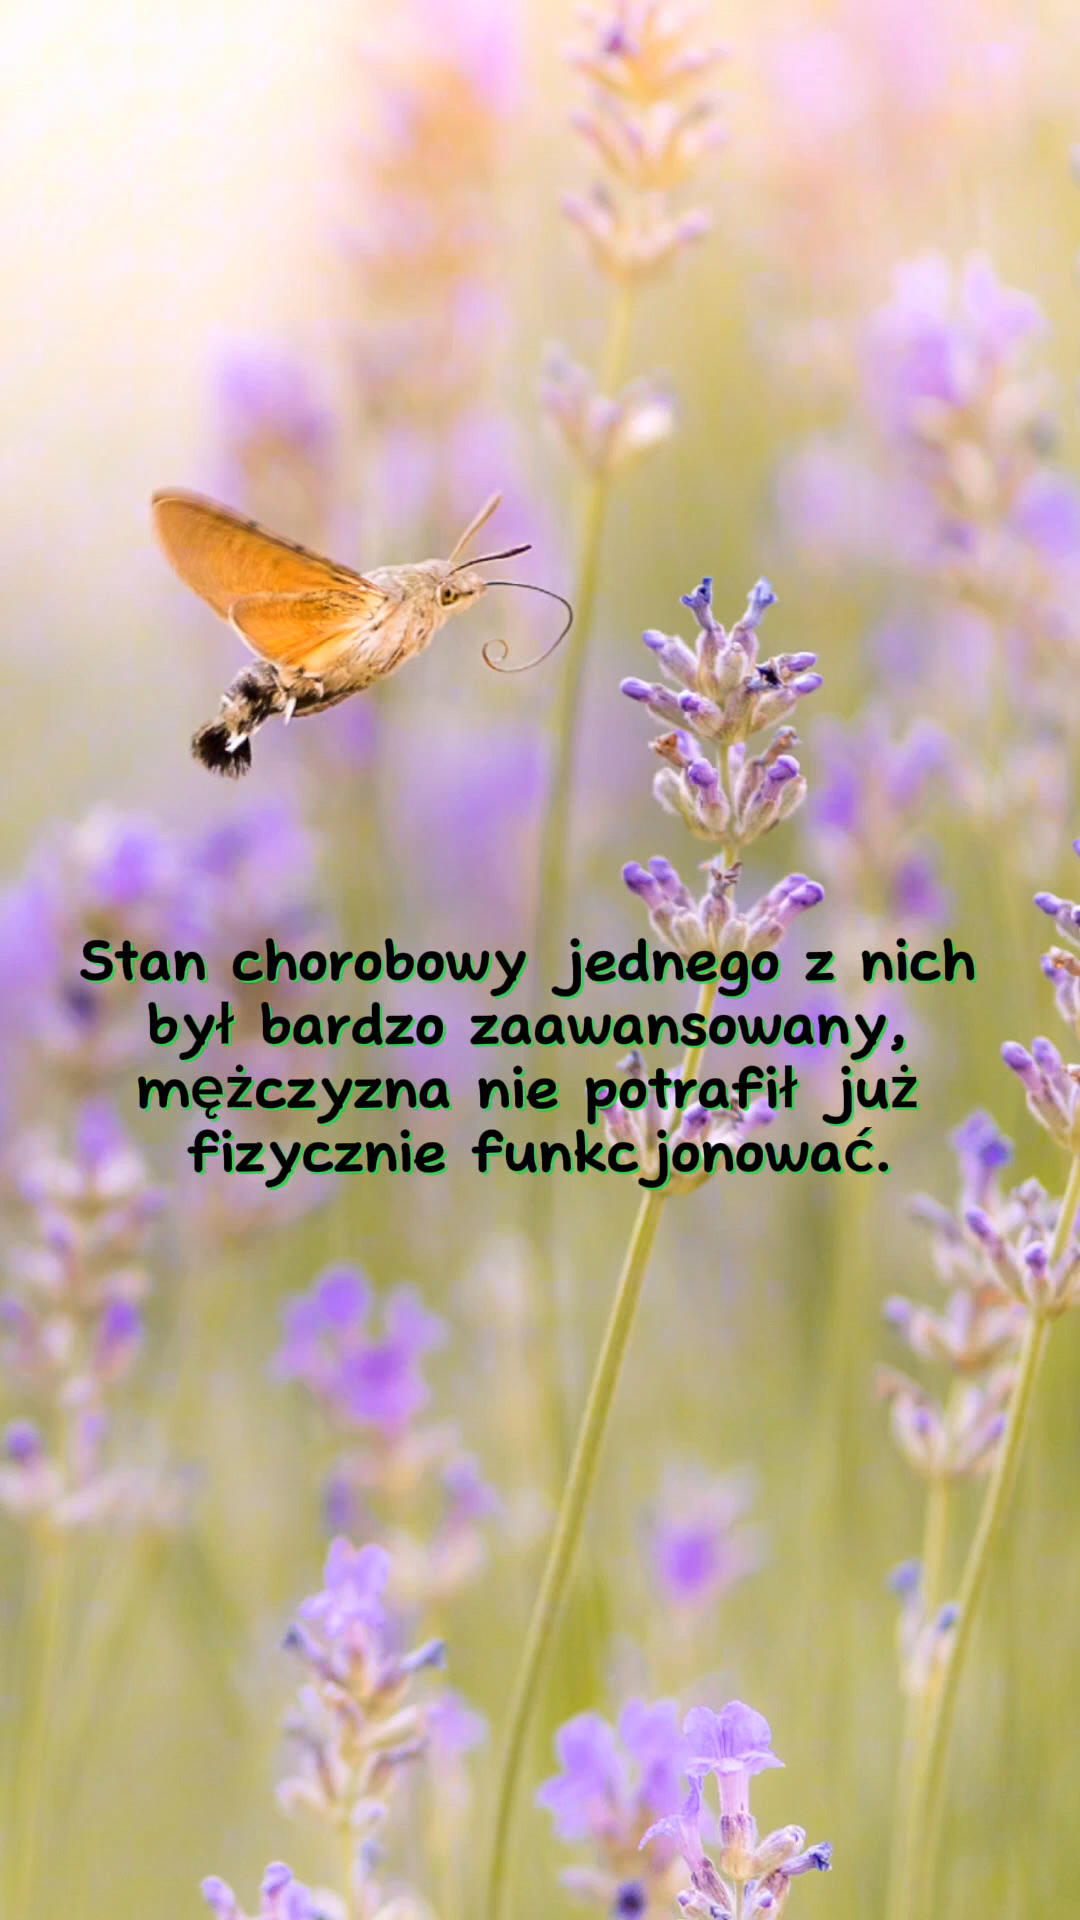 Stan chorobowy jednego z nich
był bardzo zaawansowany,
mężczyzna nie potrafił już
fizycznie funkcjonować.